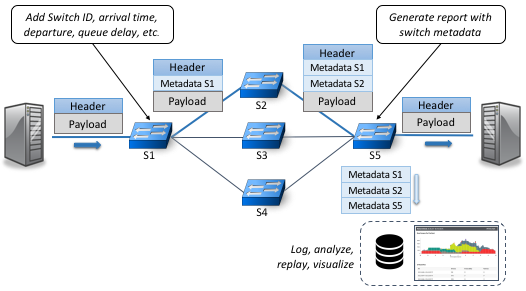 Add Switch ID, arrival time,
departure, queue delay, etc.
Generate report with
switch metadata
Header
Payload
Header
Metadata S1
Payload
Header
Metadata S1
Metadata S2
Payload
Header
Payload
S1
S2
S3
S4
S5
Metadata S1
Metadata S2
Metadata S5
Log, analyze,
replay, visualize